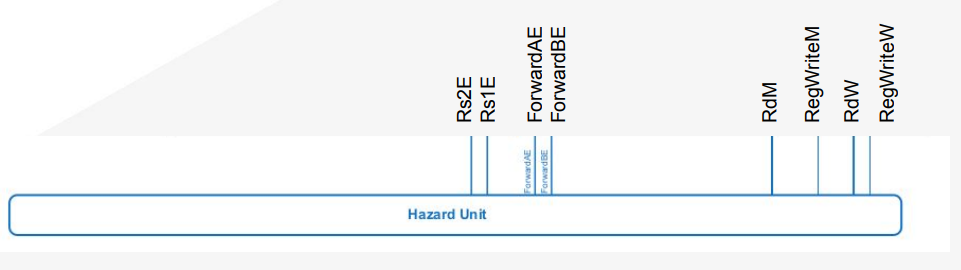 Rs2E
Rs1E
ForwardAE
ForwardBE
RdM
RegWriteM
RdW
RegWriteW
ForwardAE
ForwardBE
Hazard Unit